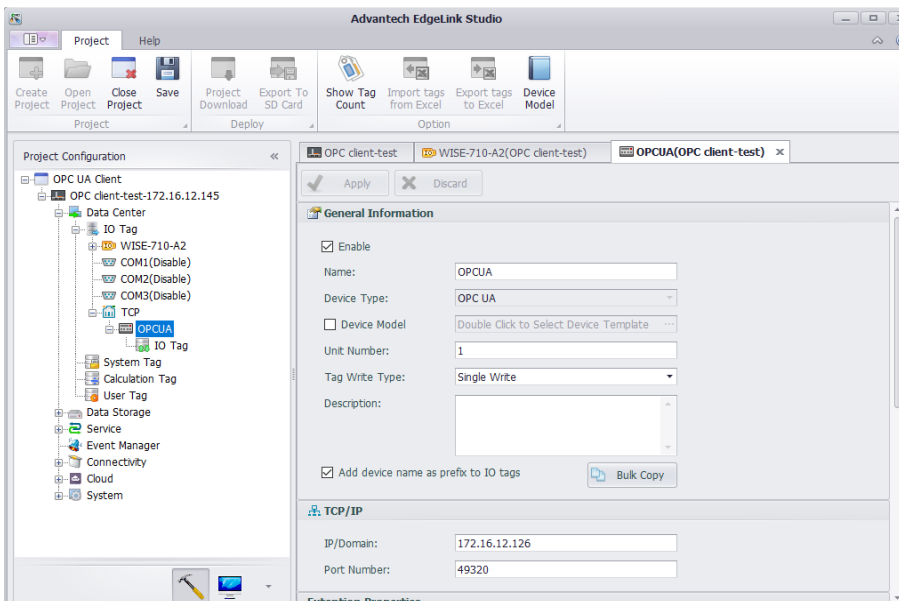 Advantech EdgeLink Studio
Project Help
Create Project
Open Project
Close Project
Save
Project Download
Export To SD Card
Show Tag Count
Import tags from Excel
Export tags to Excel
Device Model
Project Deploy Option
Project Configuration
OPC UA Client
OPC client-test-172.16.12.145
Data Center
IO Tag
WISE-710-A2
COM1(Disable)
COM2(Disable)
COM3(Disable)
TCP
OPCUA
IO Tag
System Tag
Calculation Tag
User Tag
Data Storage
Service
Event Manager
Connectivity
Cloud
System
OPC client-test WISE-710-A2(OPC client-test) OPCUA(OPC client-test)
Apply Discard
General Information
Enable
Name: OPCUA
Device Type: OPC UA
Device Model Double Click to Select Device Template ...
Unit Number: 1
Tag Write Type: Single Write
Description:
Add device name as prefix to IO tags Bulk Copy
TCP/IP
IP/Domain: 172.16.12.126
Port Number: 49320
Extention Properties